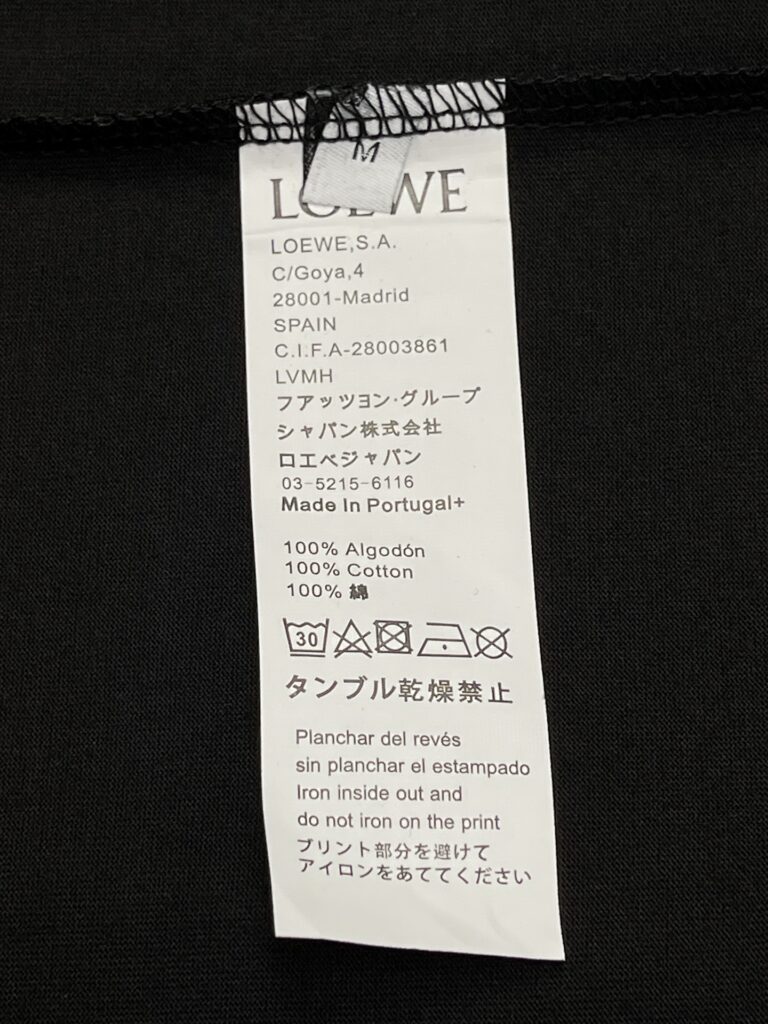 M
LOEWE
LOEWE,S.A.
C/Goya,4
28001-Madrid
SPAIN
C.I.F.A-28003861
LVMH
フアッツヨン·グループ
シャパン株式会社
ロエベジャパン
03-5215-6116
Made In Portugal+
100% Algodón
100% Cotton
100% 綿
30
タンブル乾燥禁止
Planchar del revés
sin planchar el estampado
Iron inside out and
do not iron on the print
プリント部分を避けて
アイロンをあててください